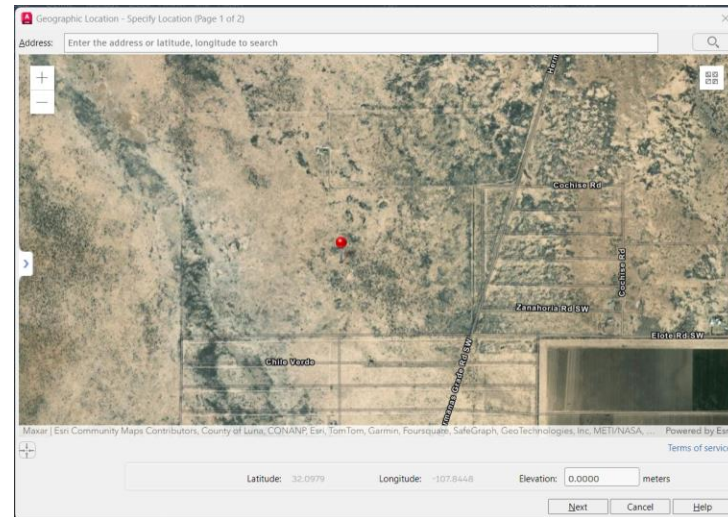 Geographic Location - Specify Location (Page 1 of 2)
Address: Enter the address or latitude, longitude to search
Cochise Rd
Cochise Rd
Zanahoria Rd SW
Elote Rd SW
Chile Verde
Grade Rd SW
Maxar | Esri Community Maps Contributors, County of Luna, CONANP, Esri, TomTom, Garmin, Foursquare, SafeGraph, GeoTechnologies, Inc, METI/NASA, ... Powered by Esri
Terms of service
Latitude: 32.0979 Longitude: -107.8448 Elevation: 0.0000 meters
Next Cancel Help